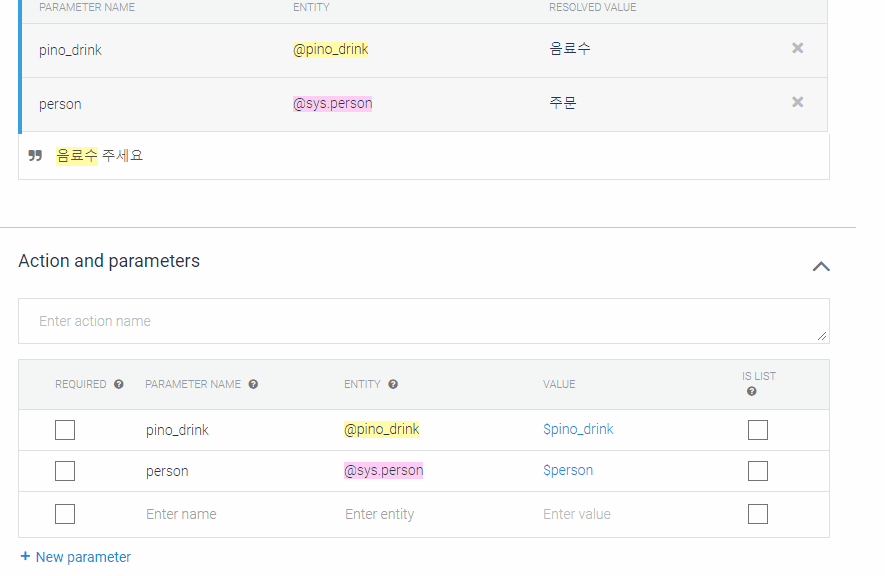 PARAMETER NAME ENTITY RESOLVED VALUE
pino_drink @pino_drink 음료수
person @sys.person 주문
음료수 주세요
Action and parameters
Enter action name
REQUIRED PARAMETER NAME ENTITY VALUE IS LIST
pino_drink @pino_drink $pino_drink
person @sys.person $person
Enter name Enter entity Enter value
+ New parameter